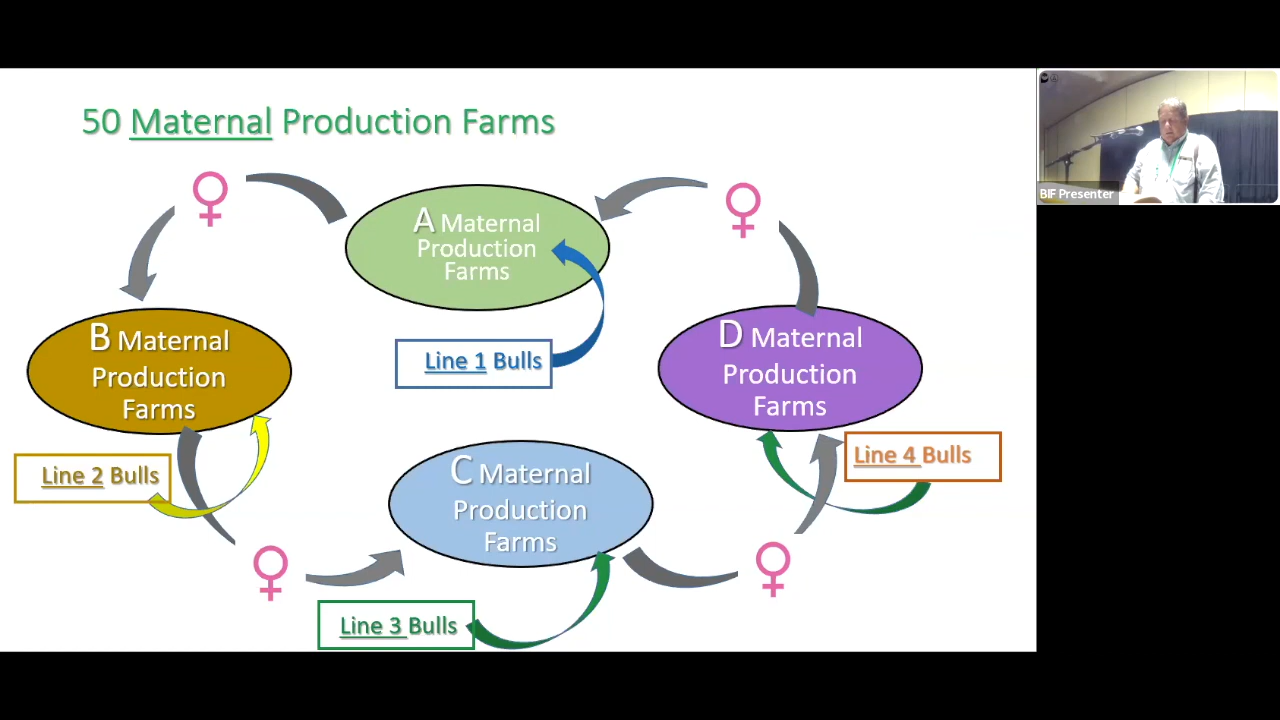 50 Maternal Production Farms
A Maternal
Production
Farms
B Maternal
Production
Farms
D Maternal
Production
Farms
Line 1 Bulls
Line 2 Bulls
Line 4 Bulls
C Maternal
Production
Farms
Line 3 Bulls
BIF Presenter